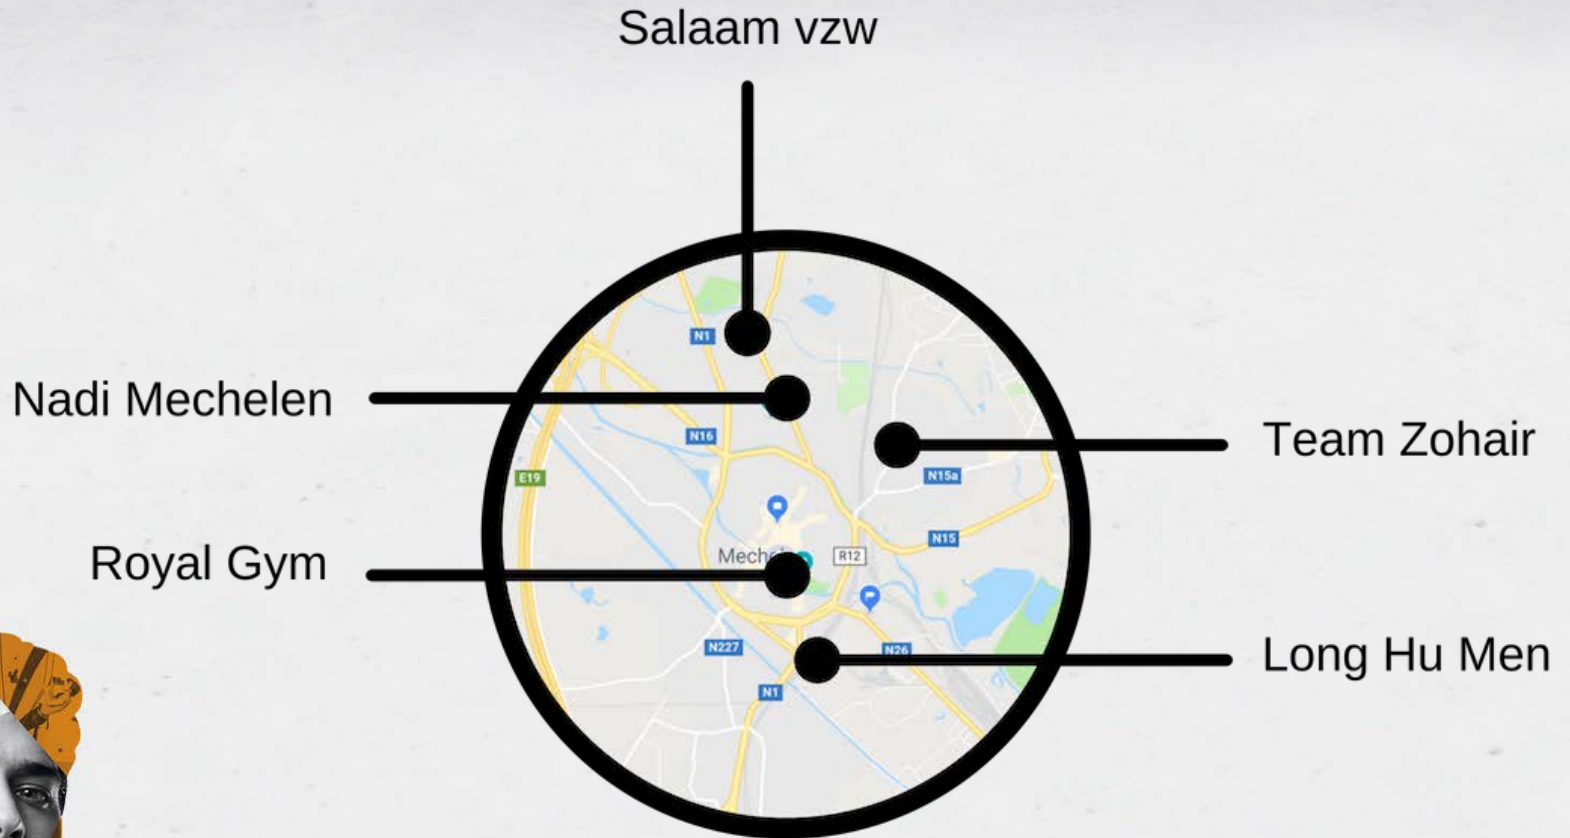 Salaam vzw
N1
Nadi Mechelen
Team Zohair
N16
N15a
E19
N15
Royal Gym
R12
N227
N26
Long Hu Men
N1